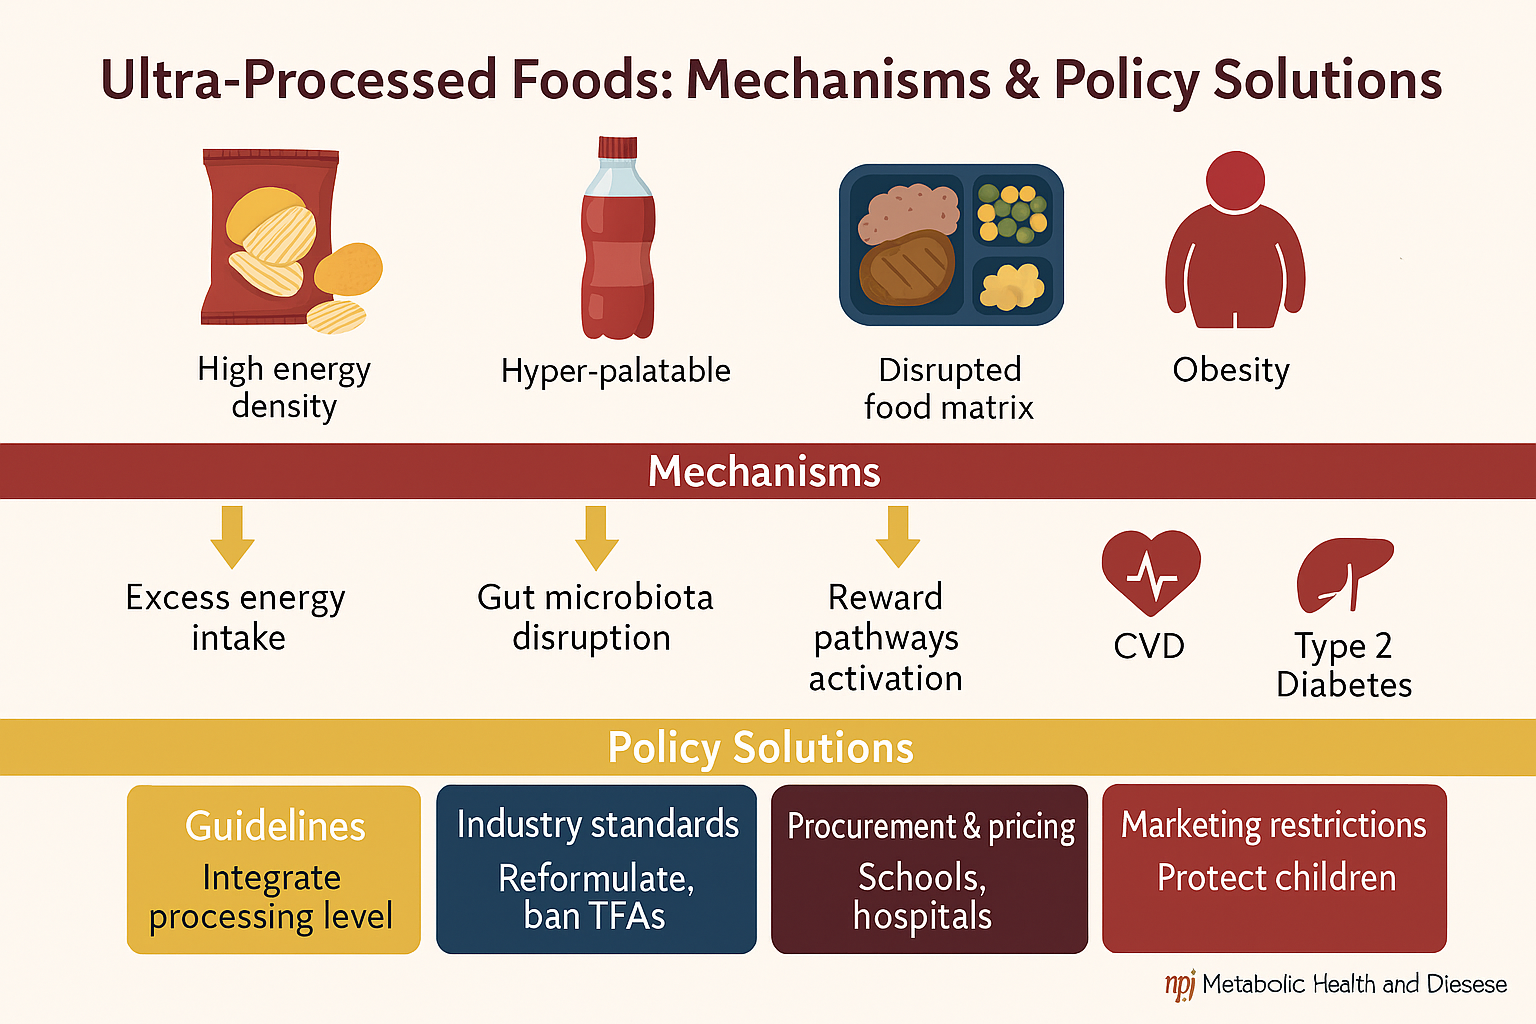 Ultra-Processed Foods: Mechanisms & Policy Solutions
High energy
density
Hyper-palatable
Disrupted
food matrix
Obesity
Mechanisms
Excess energy
intake
Gut microbiota
disruption
Reward
pathways
activation
CVD
Type 2
Diabetes
Policy Solutions
Guidelines
Integrate
processing level
Industry standards
Reformulate,
ban TFAs
Procurement & pricing
Schools,
hospitals
Marketing restrictions
Protect children
npj Metabolic Health and Diesese